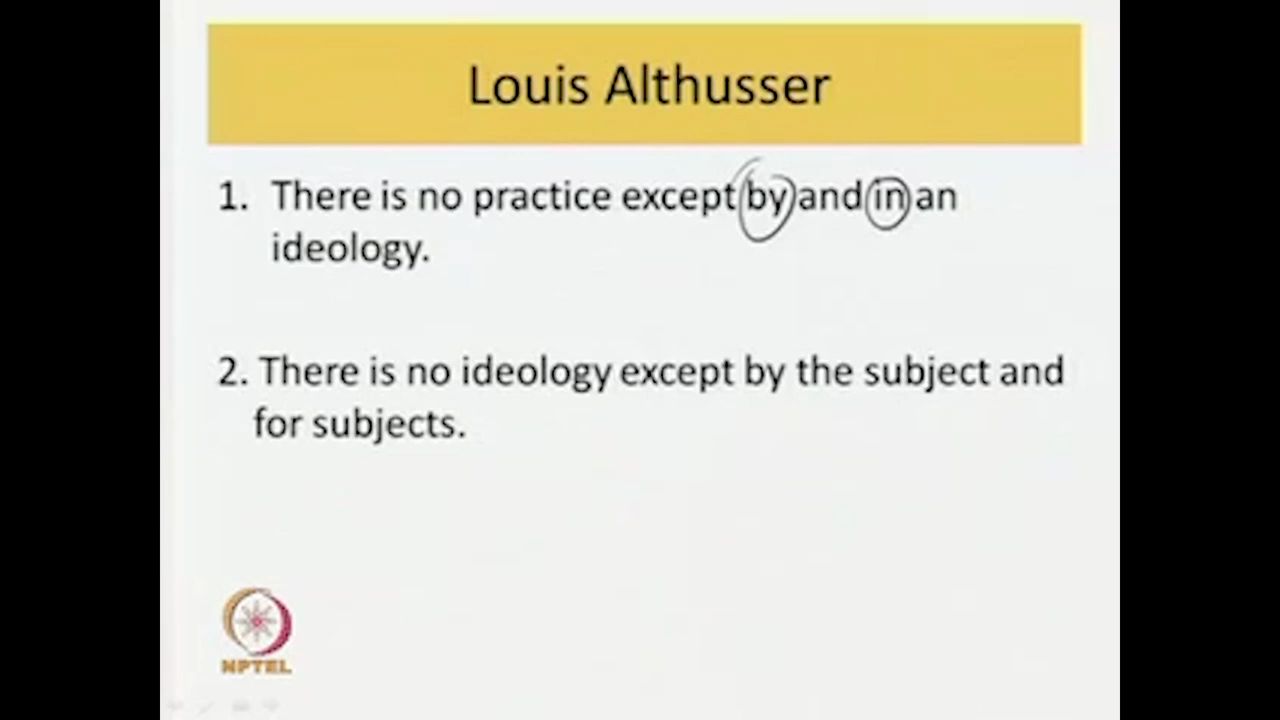 Louis Althusser
1. There is no practice except by and in an
ideology.
2. There is no ideology except by the subject and
for subjects.
NPTEL